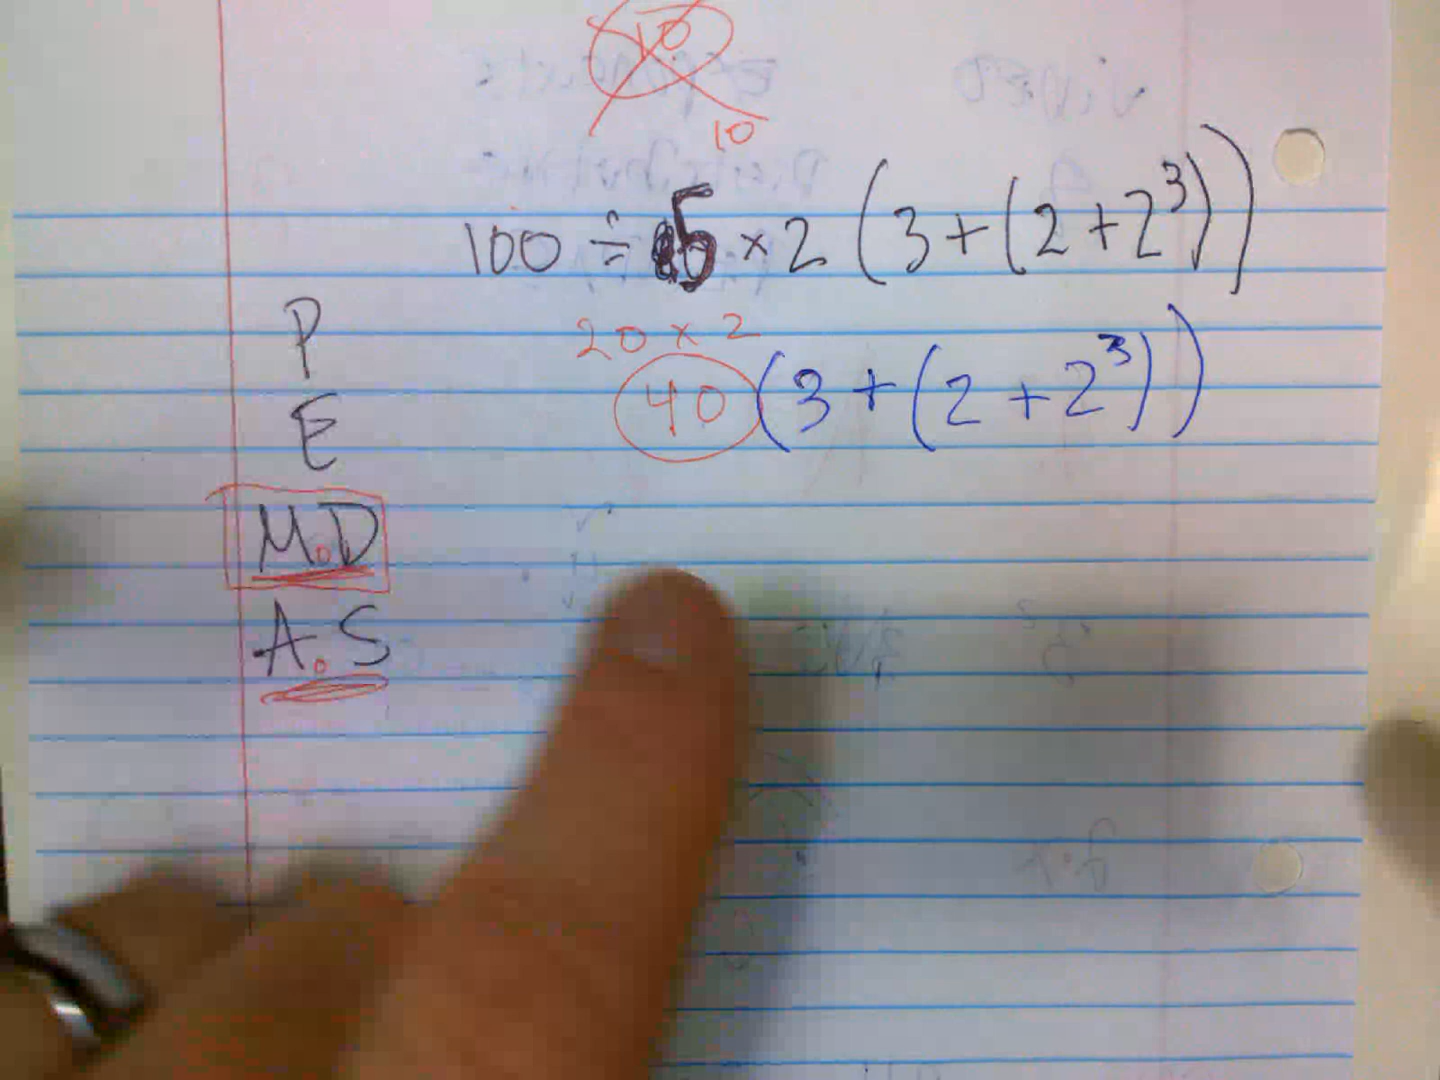 10
10
100 ÷ 5 × 2 (3 + (2 + 2³))
20 × 2
40 (3 + (2 + 2³))
P
E
M.D
A.S